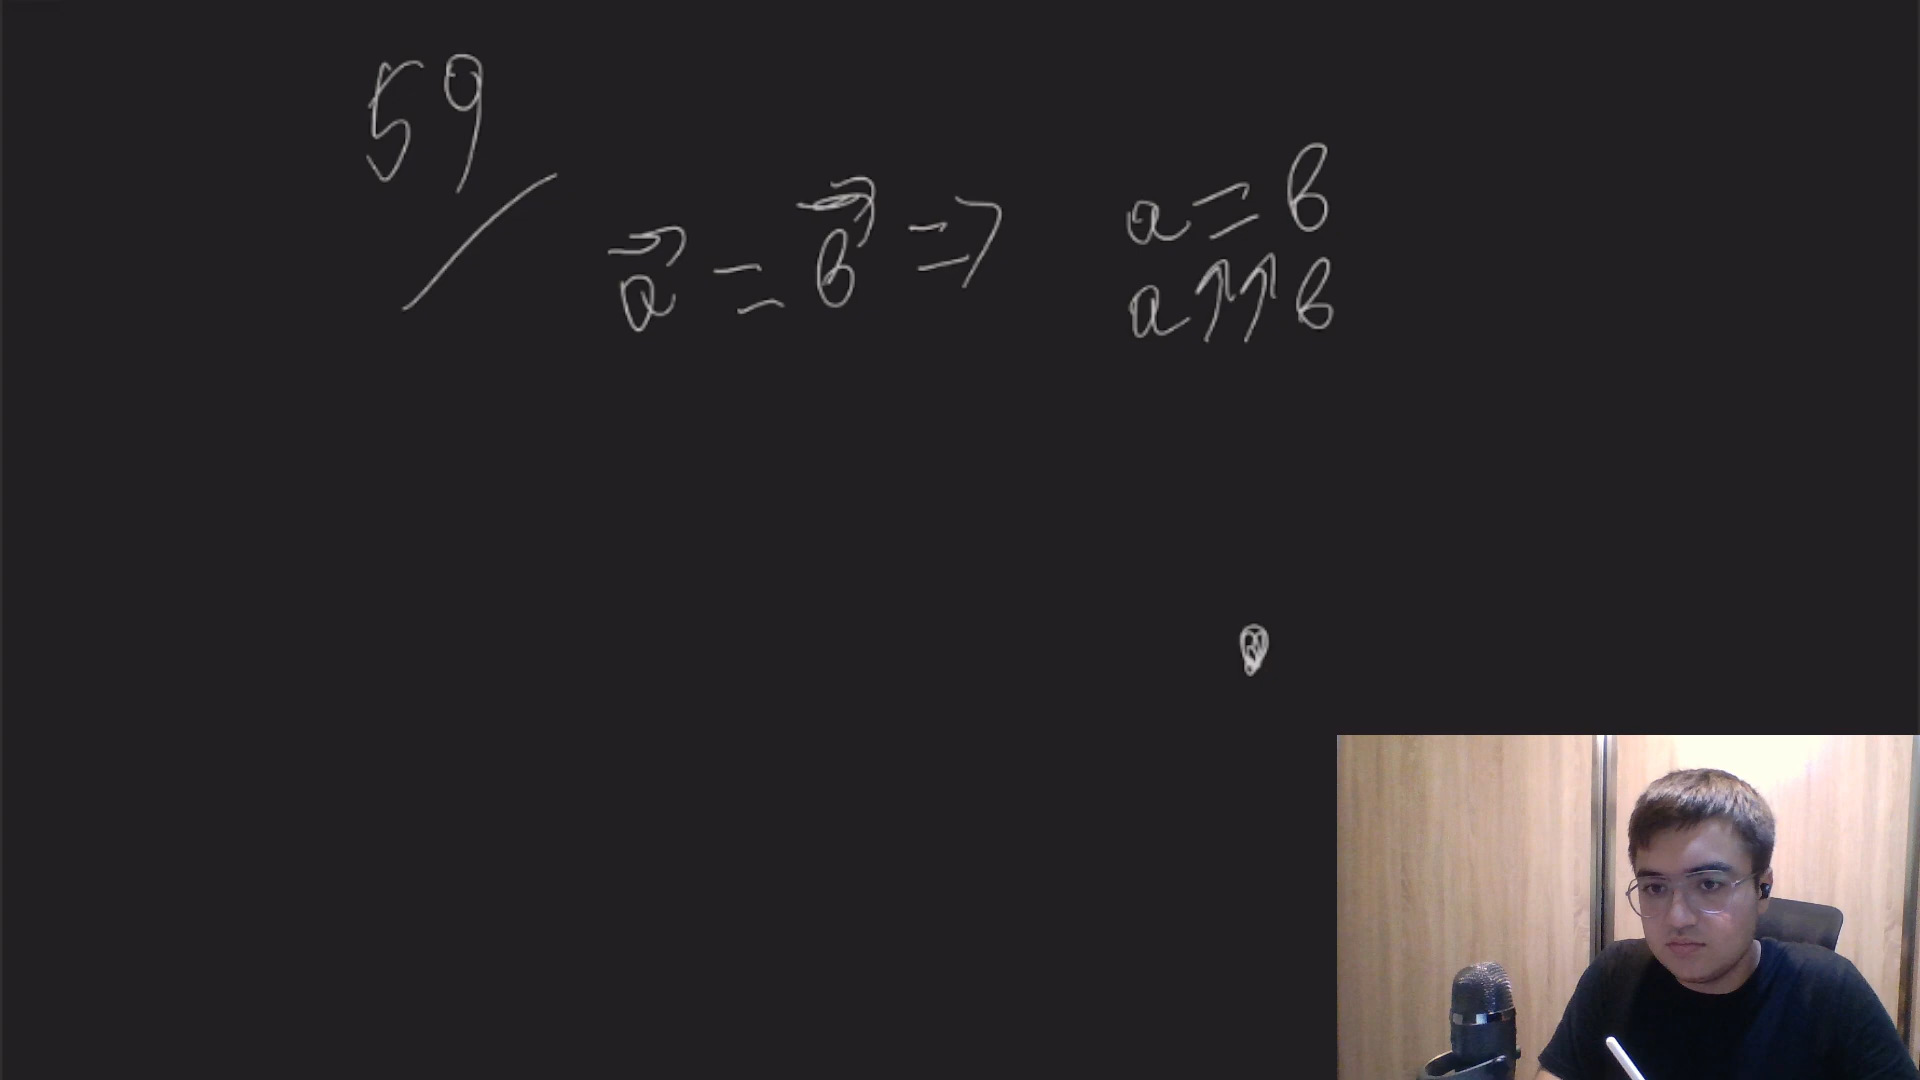 59
a⃗ = b⃗ => a = b
a ↑↑ b